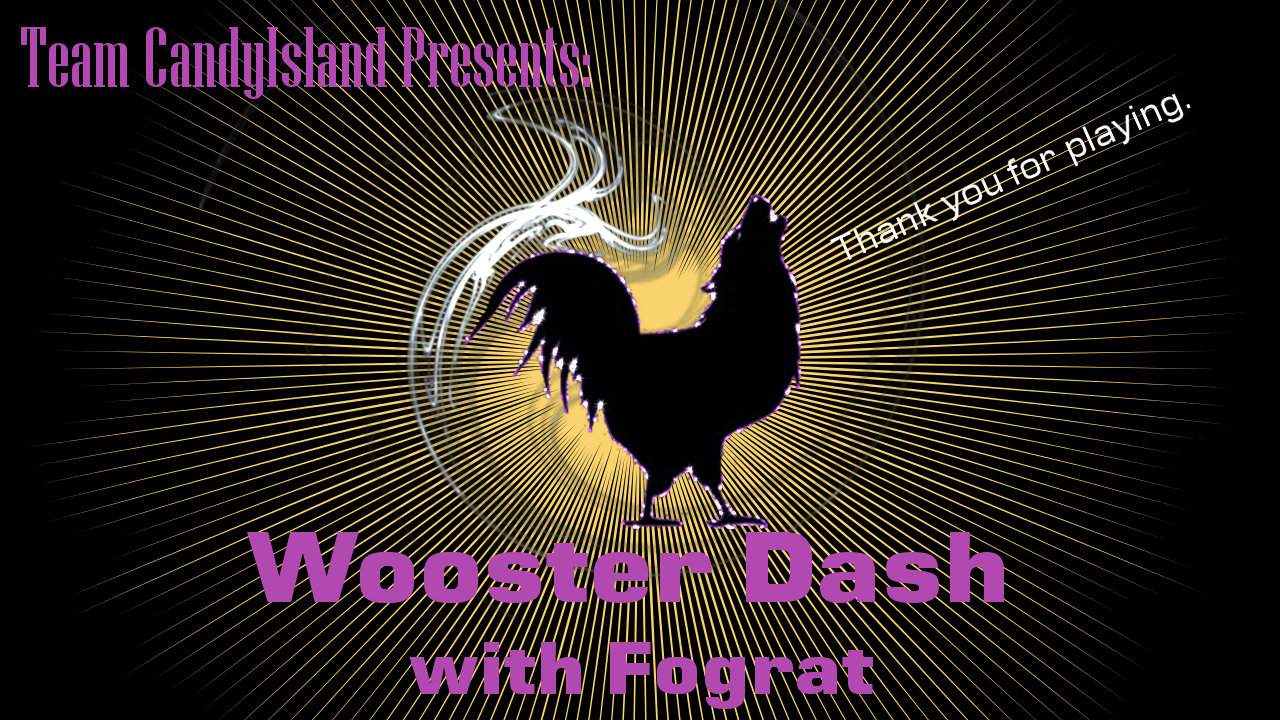 Team CandyIsland Presents:
Thank you for playing.
Wooster Dash
with Fograt